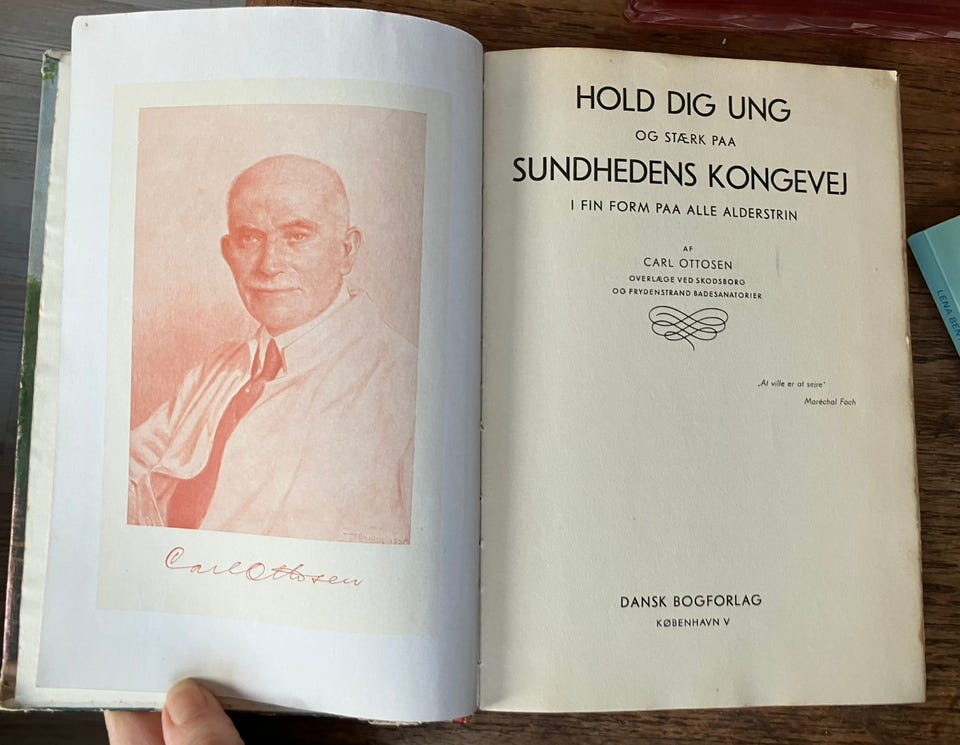 Carl Ottosen
HOLD DIG UNG
OG STÆRK PAA
SUNDHEDENS KONGEVEJ
I FIN FORM PAA ALLE ALDERSTRIN
AF
CARL OTTOSEN
OVERLÆGE VED SKODSBORG
OG FRYDENSTRAND BADESANATORIER
„At ville er at sejre"
Maréchal Foch
DANSK BOGFORLAG
KØBENHAVN V
LENA